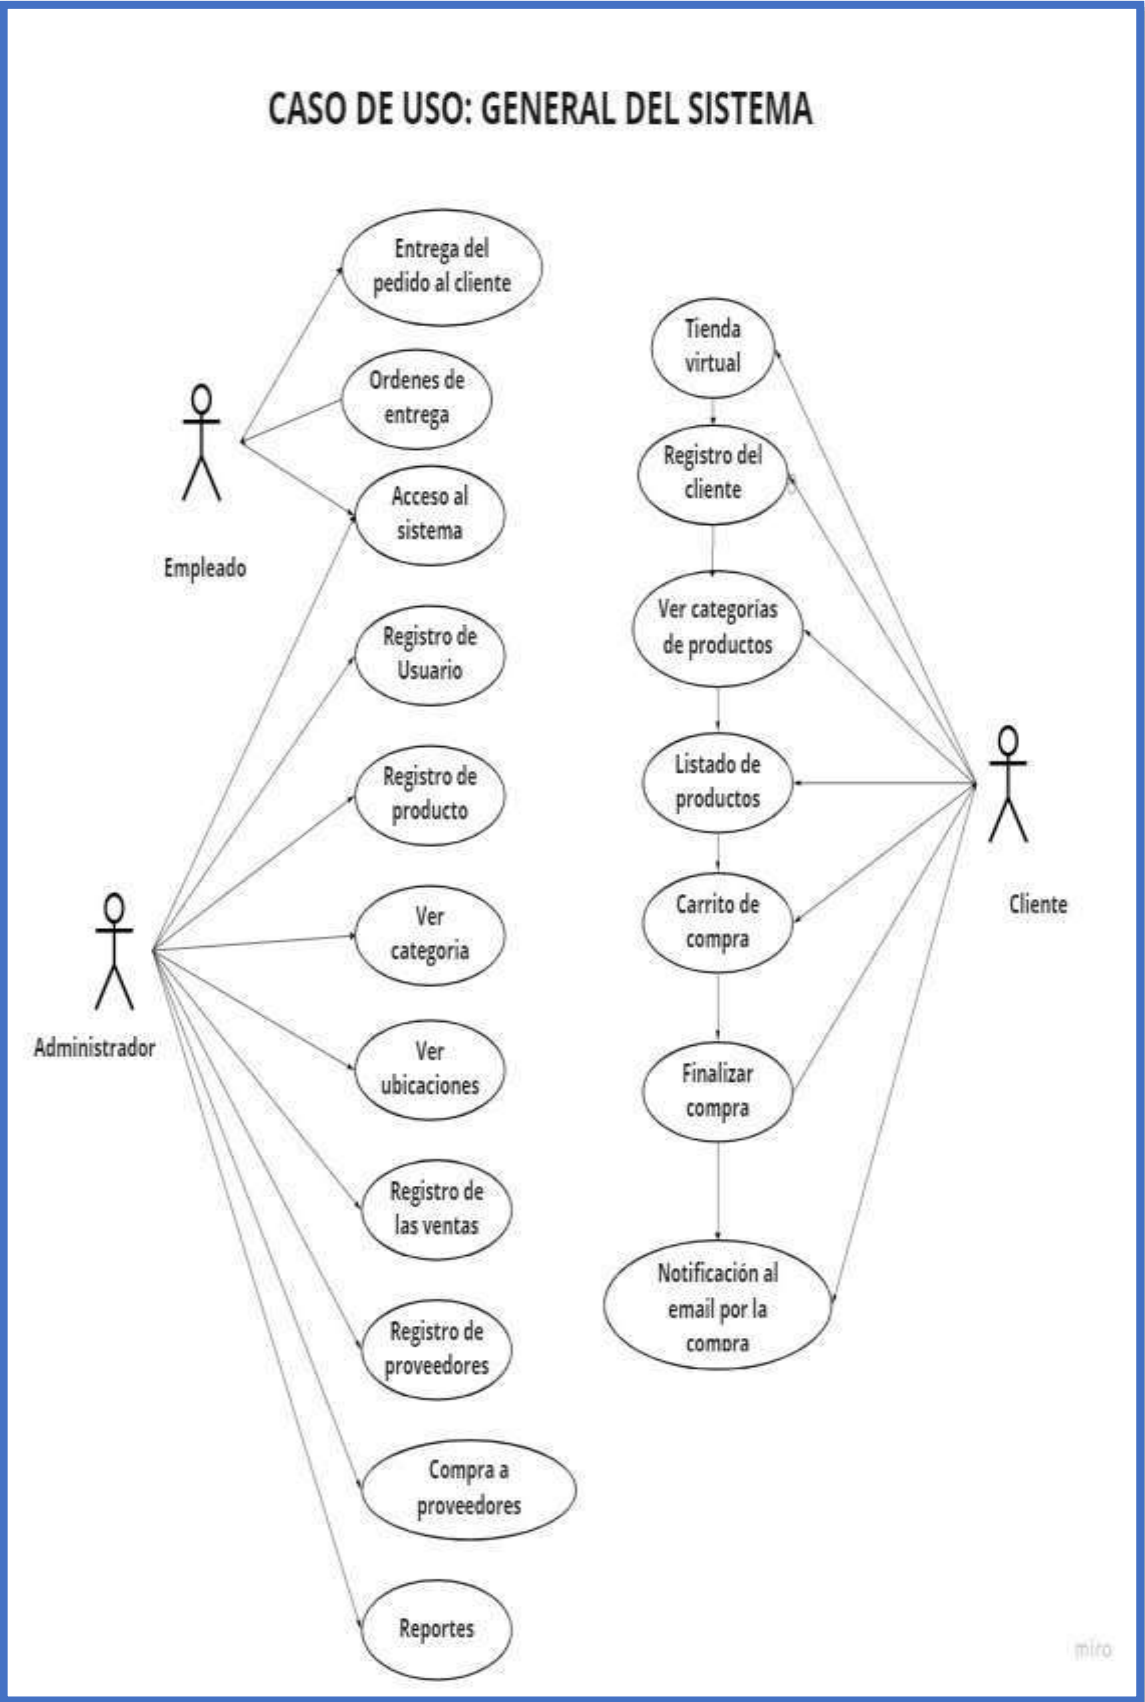 CASO DE USO: GENERAL DEL SISTEMA
Entrega del
pedido al cliente
Ordenes de
entrega
Acceso al
sistema
Empleado
Registro de
Usuario
Registro de
producto
Ver
categoria
Administrador
Ver
ubicaciones
Registro de
las ventas
Registro de
proveedores
Compra a
proveedores
Reportes
Tienda
virtual
Registro del
cliente
Ver categorías
de productos
Listado de
productos
Carrito de
compra
Cliente
Finalizar
compra
Notificación al
email por la
compra
miro